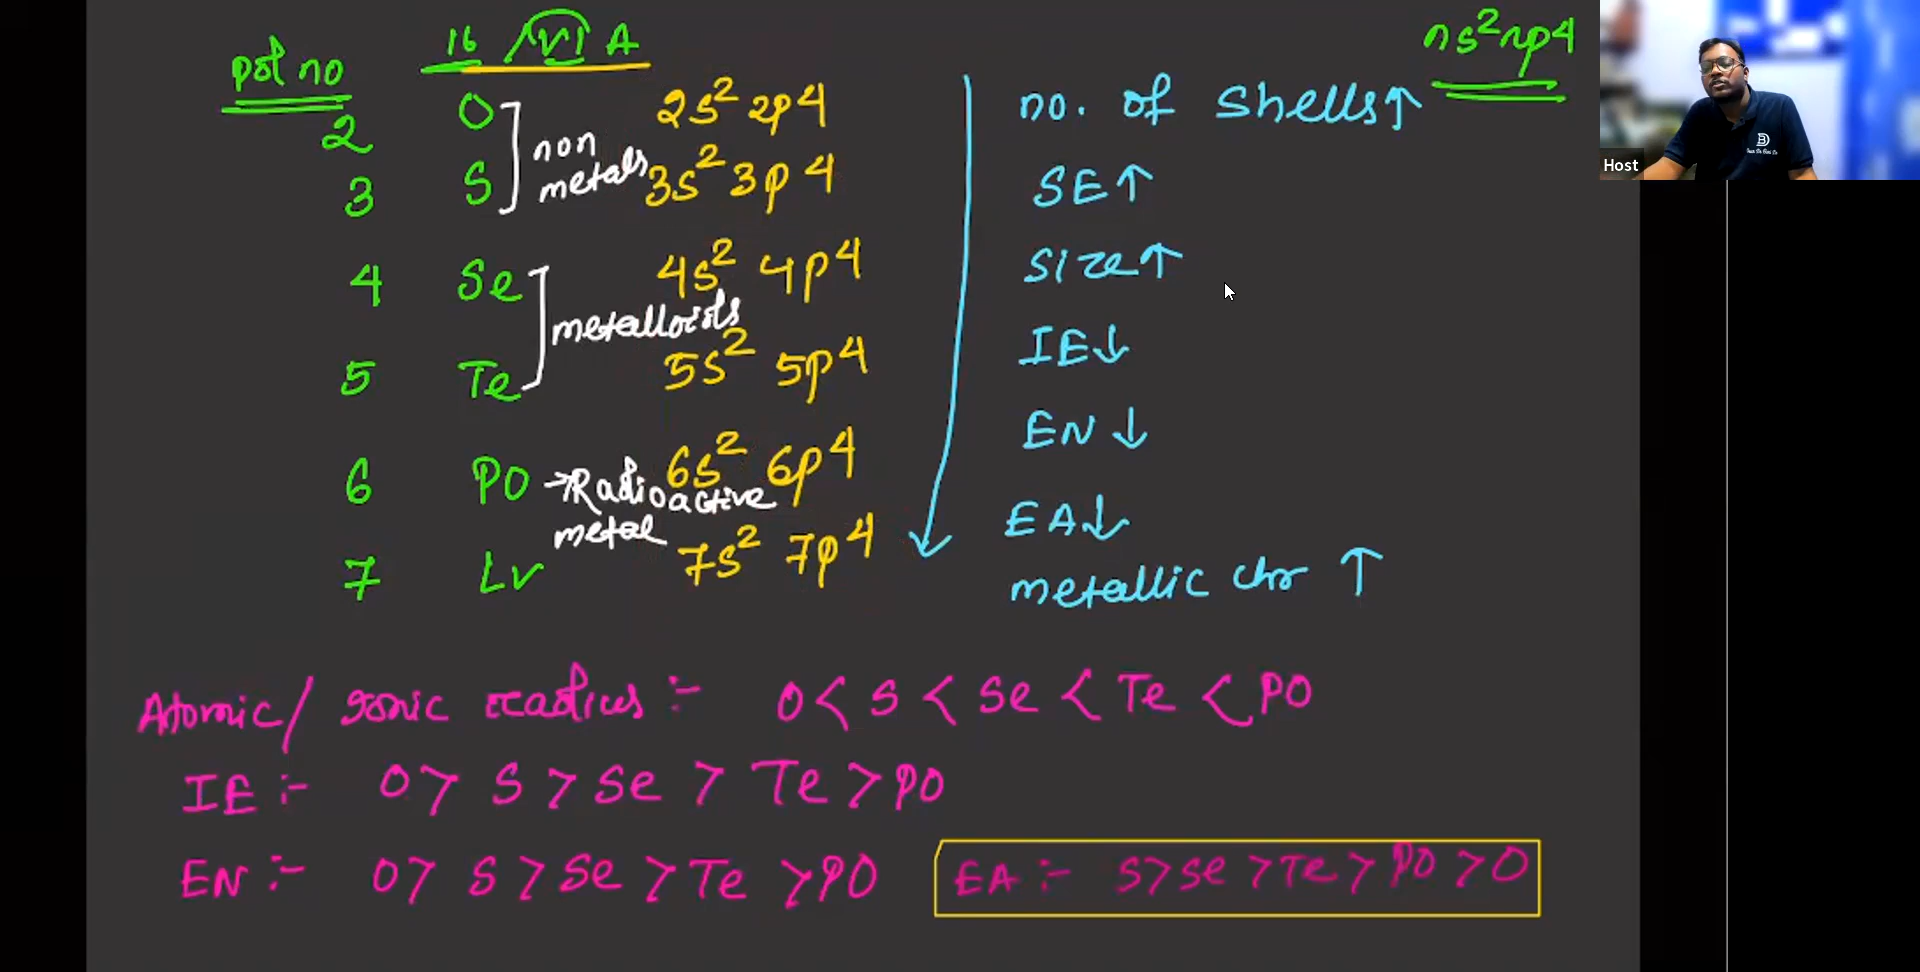 16 / VI A
ns² np4
pd no
2 O 2s² 2p4
non metals
3 S 3s² 3p4
4 Se 4s² 4p4
metalloids
5 Te 5s² 5p4
6 PO → Radioactive metal 6s² 6p4
7 Lv 7s² 7p4
no. of shells ↑
SE ↑
Size ↑
IE ↓
EN ↓
EA ↓
metallic chr ↑
Atomic / Ionic radius :- O < S < Se < Te < PO
IE :- O > S > Se > Te > PO
EN :- O > S > Se > Te > PO
EA :- S > Se > Te > PO > O
Host